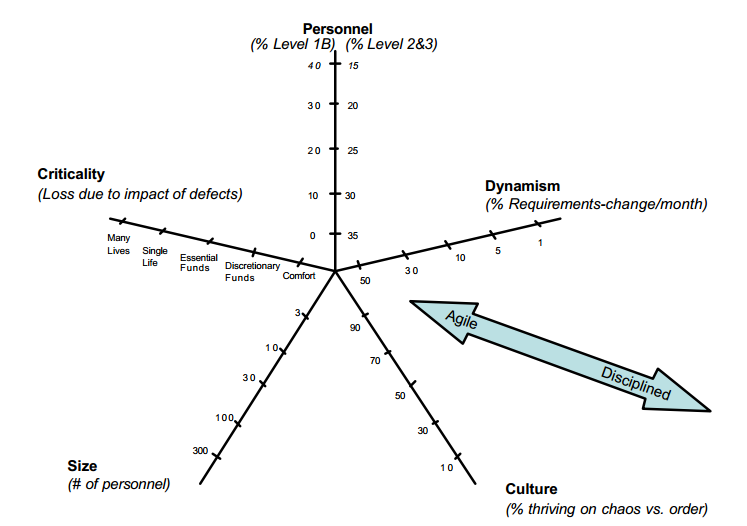 Personnel
(% Level 1B) (% Level 2&3)
40 15
30 20
20 25
10 30
0 35
Criticality
(Loss due to impact of defects)
Many
Lives
Single
Life
Essential
Funds
Discretionary
Funds
Comfort
Dynamism
(% Requirements-change/month)
50
30
10
5
1
Agile
Disciplined
3
10
30
100
300
Size
(# of personnel)
90
70
50
30
10
Culture
(% thriving on chaos vs. order)